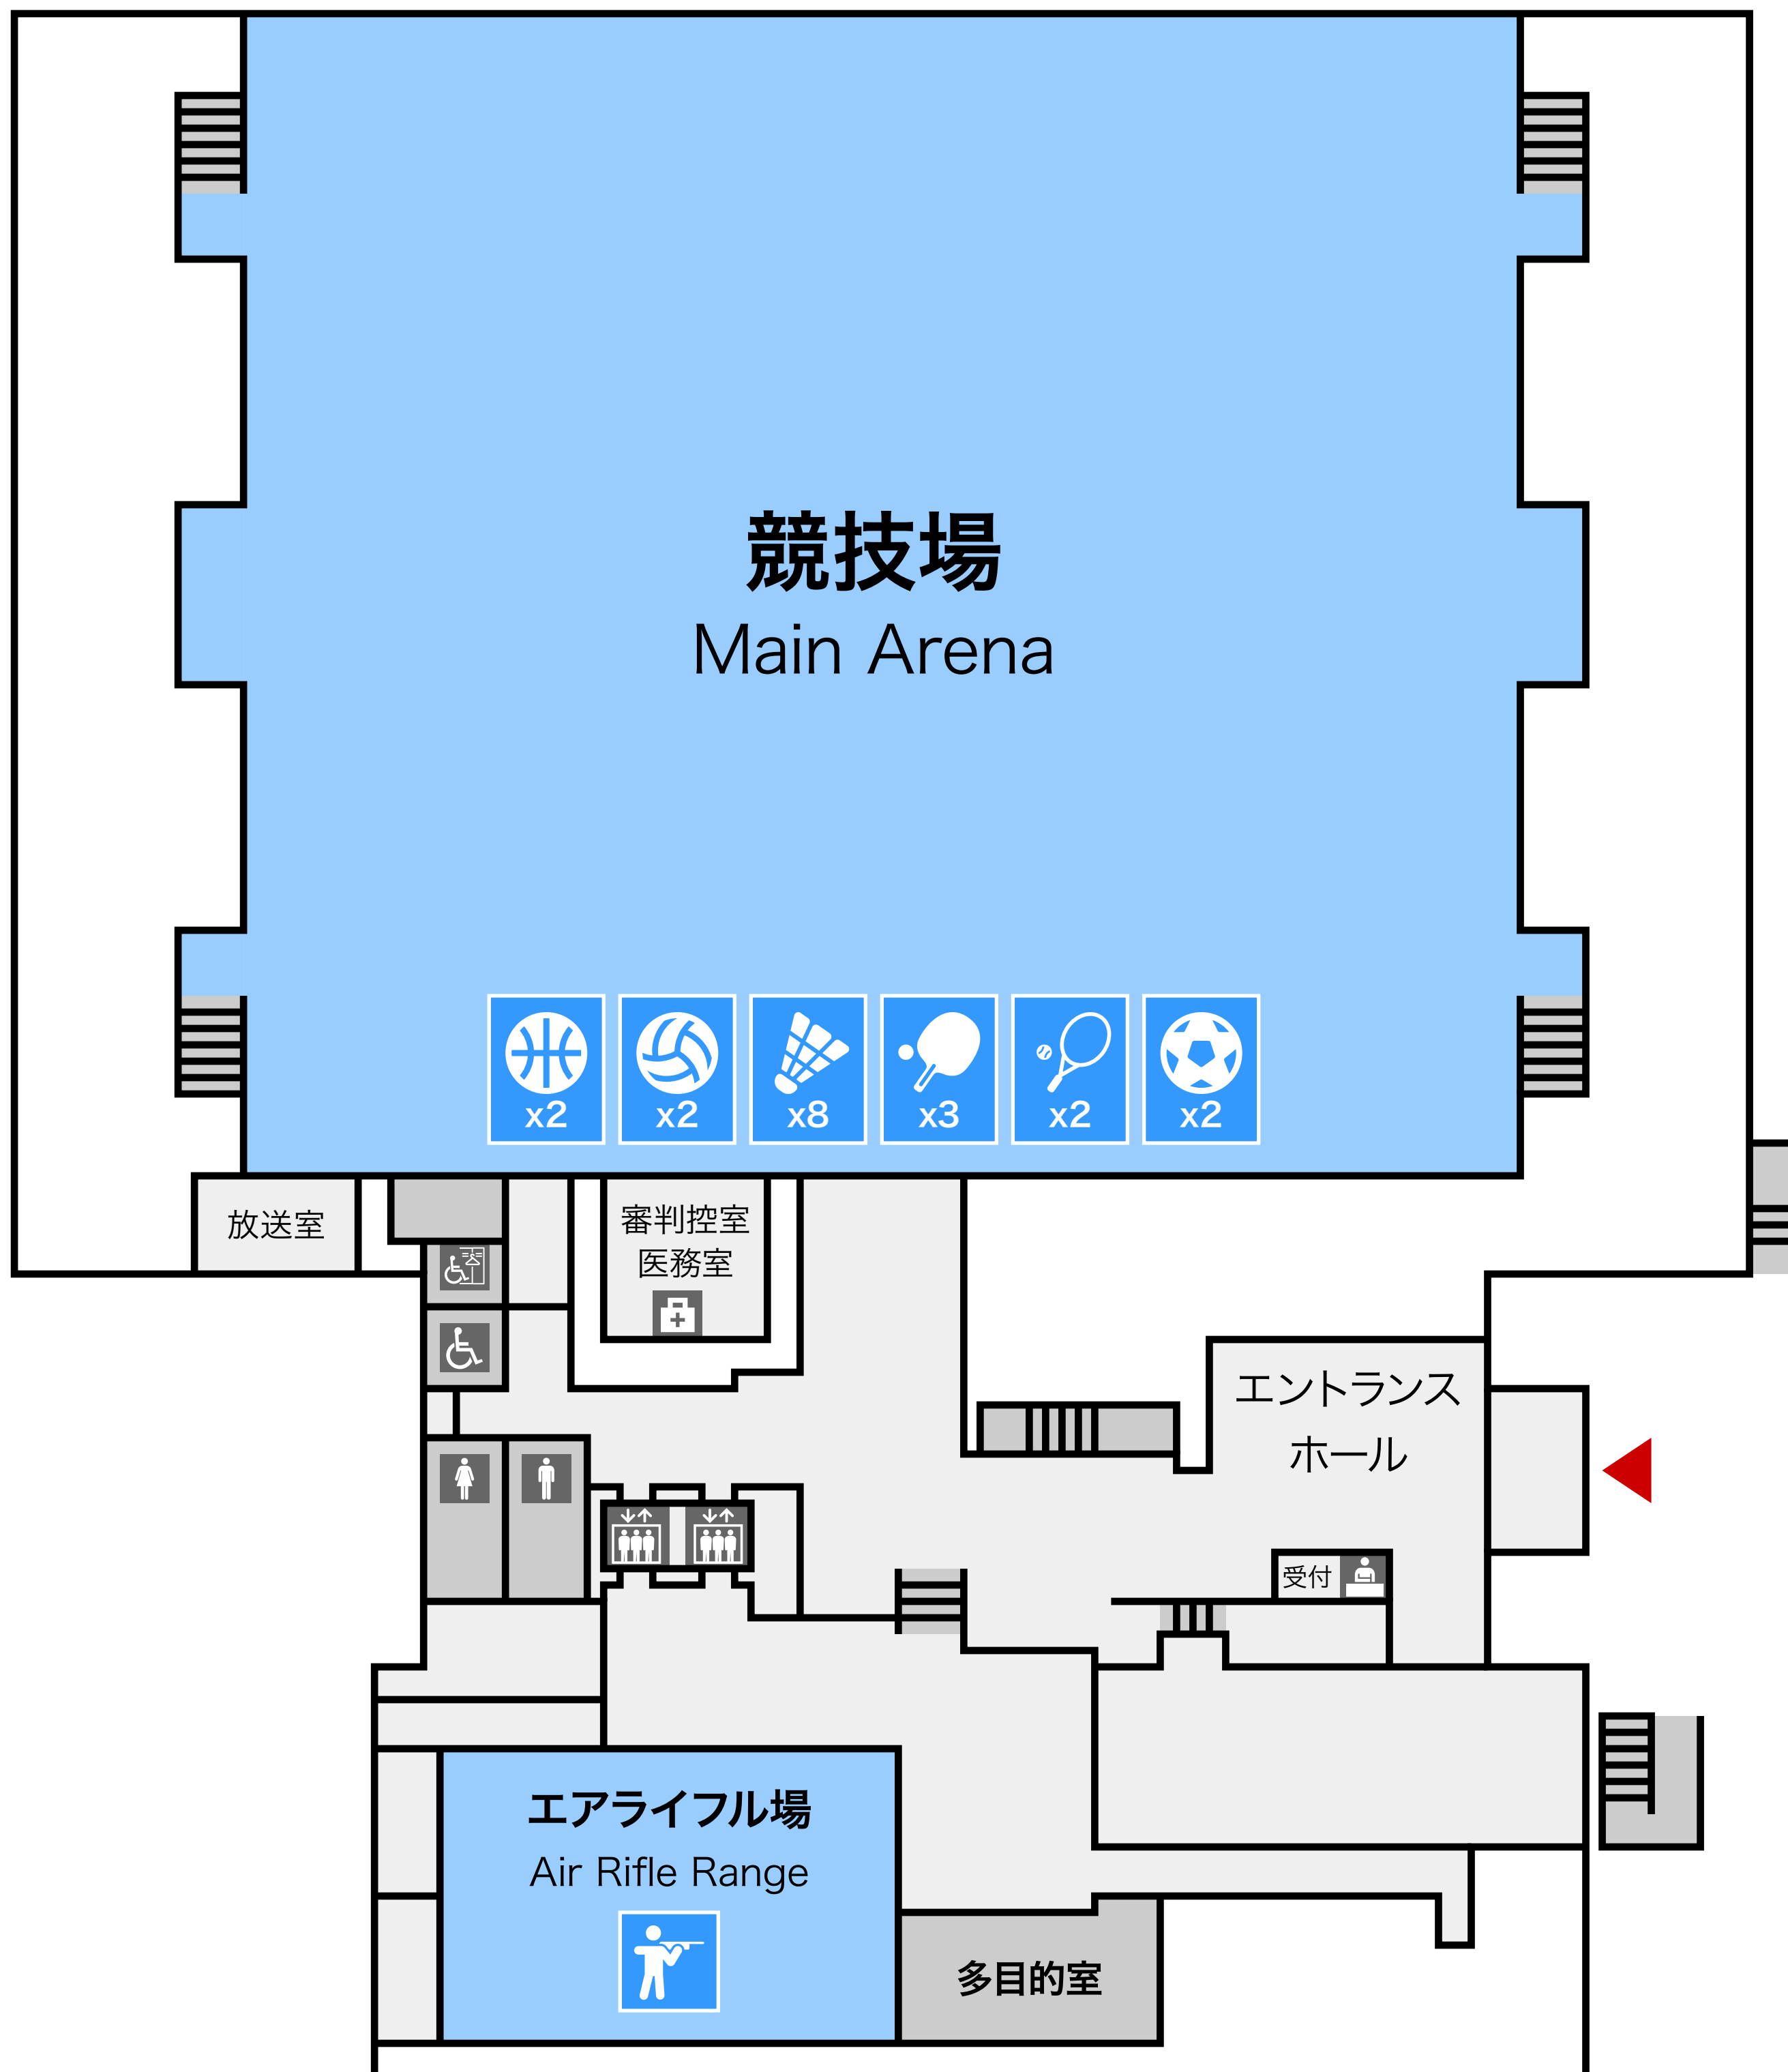 競技場
Main Arena
x2
x2
x8
x3
x2
x2
放送室
審判控室
医務室
エントランス
ホール
受付
エアライフル場
Air Rifle Range
多目的室